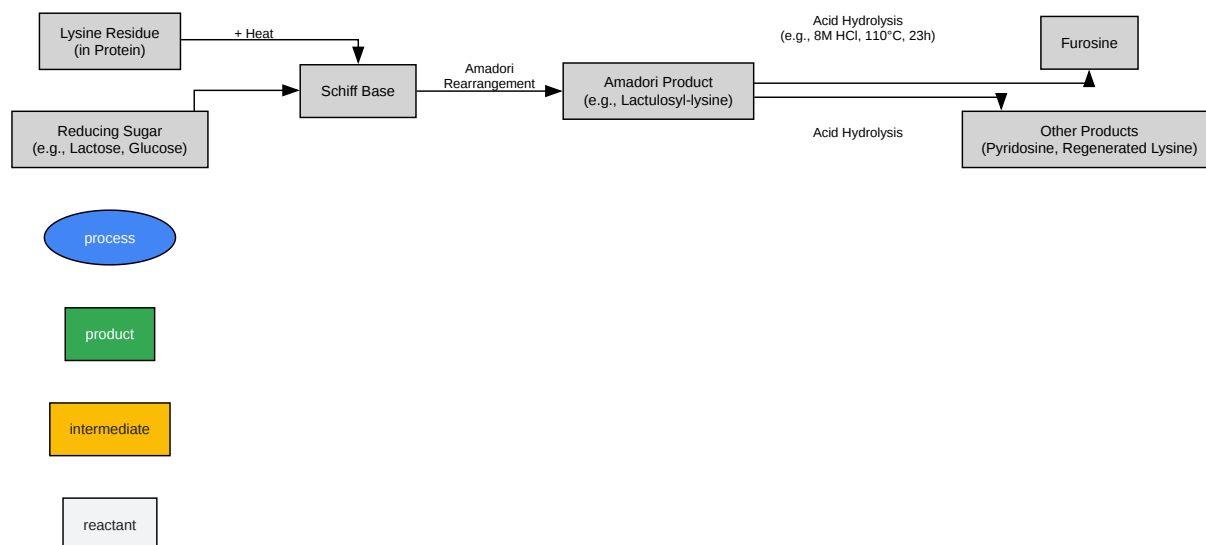 Lysine Residue
(in Protein)
+ Heat
Reducing Sugar
(e.g., Lactose, Glucose)
Schiff Base
Amadori
Rearrangement
Amadori Product
(e.g., Lactulosyl-lysine)
Acid Hydrolysis
(e.g., 8M HCl, 110°C, 23h)
Furosine
Acid Hydrolysis
Other Products
(Pyridosine, Regenerated Lysine)
process
product
intermediate
reactant